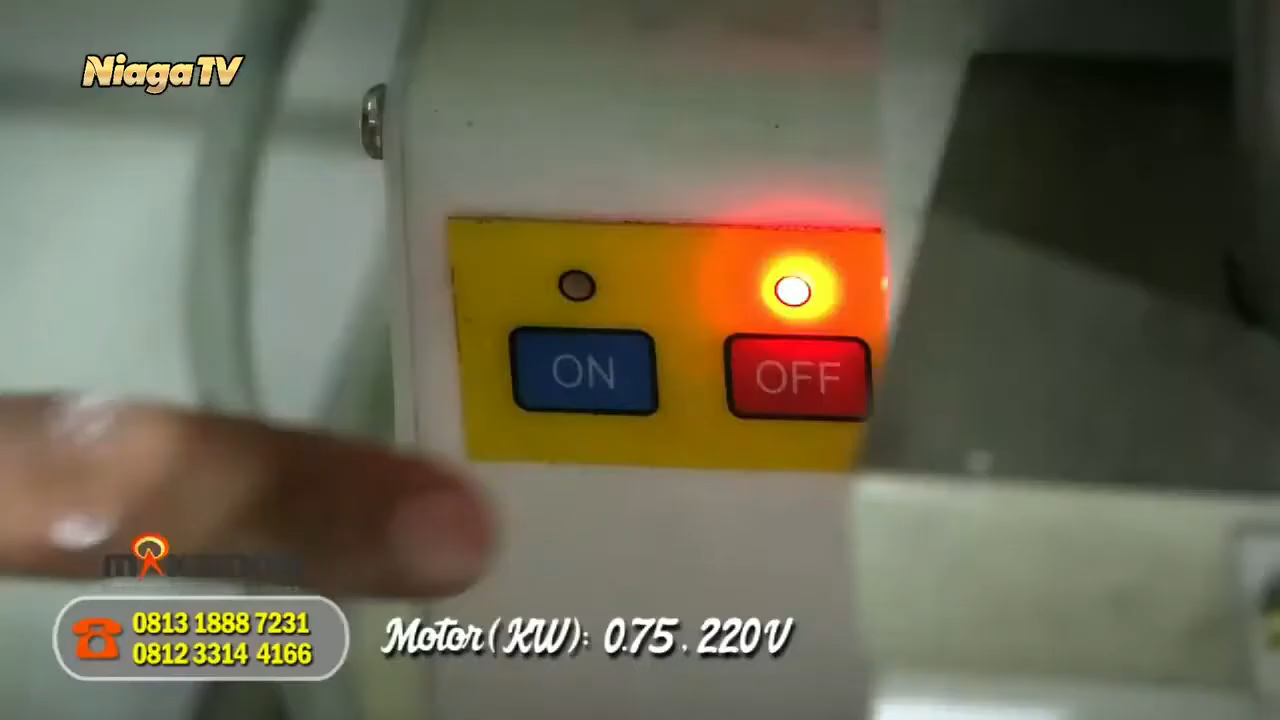 NiagaTV
ON
OFF
0813 1888 7231
0812 3314 4166
Motor (KW): 0.75 . 220V